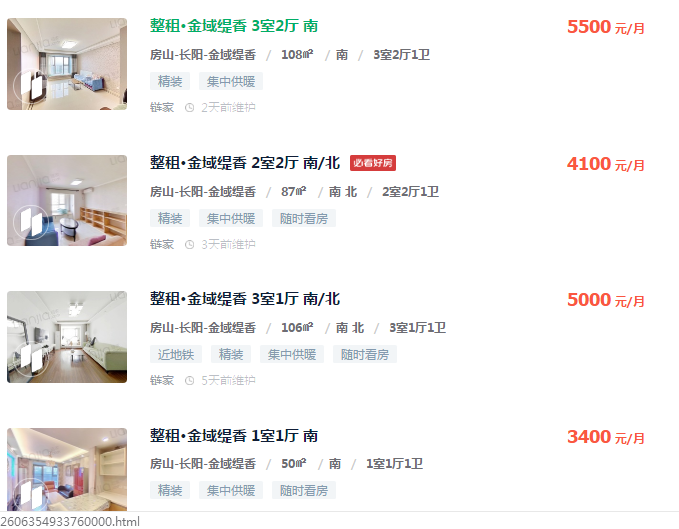 整租·金域缇香 3室2厅 南
5500 元/月
房山-长阳-金域缇香 / 108㎡ / 南 / 3室2厅1卫
精装 集中供暖
链家 2天前维护
整租·金域缇香 2室2厅 南/北 必看好房
4100 元/月
房山-长阳-金域缇香 / 87㎡ / 南 北 / 2室2厅1卫
精装 集中供暖 随时看房
链家 3天前维护
整租·金域缇香 3室1厅 南/北
5000 元/月
房山-长阳-金域缇香 / 106㎡ / 南 北 / 3室1厅1卫
近地铁 精装 集中供暖 随时看房
链家 5天前维护
整租·金域缇香 1室1厅 南
3400 元/月
房山-长阳-金域缇香 / 50㎡ / 南 / 1室1厅1卫
精装 集中供暖 随时看房
2606354933760000.html